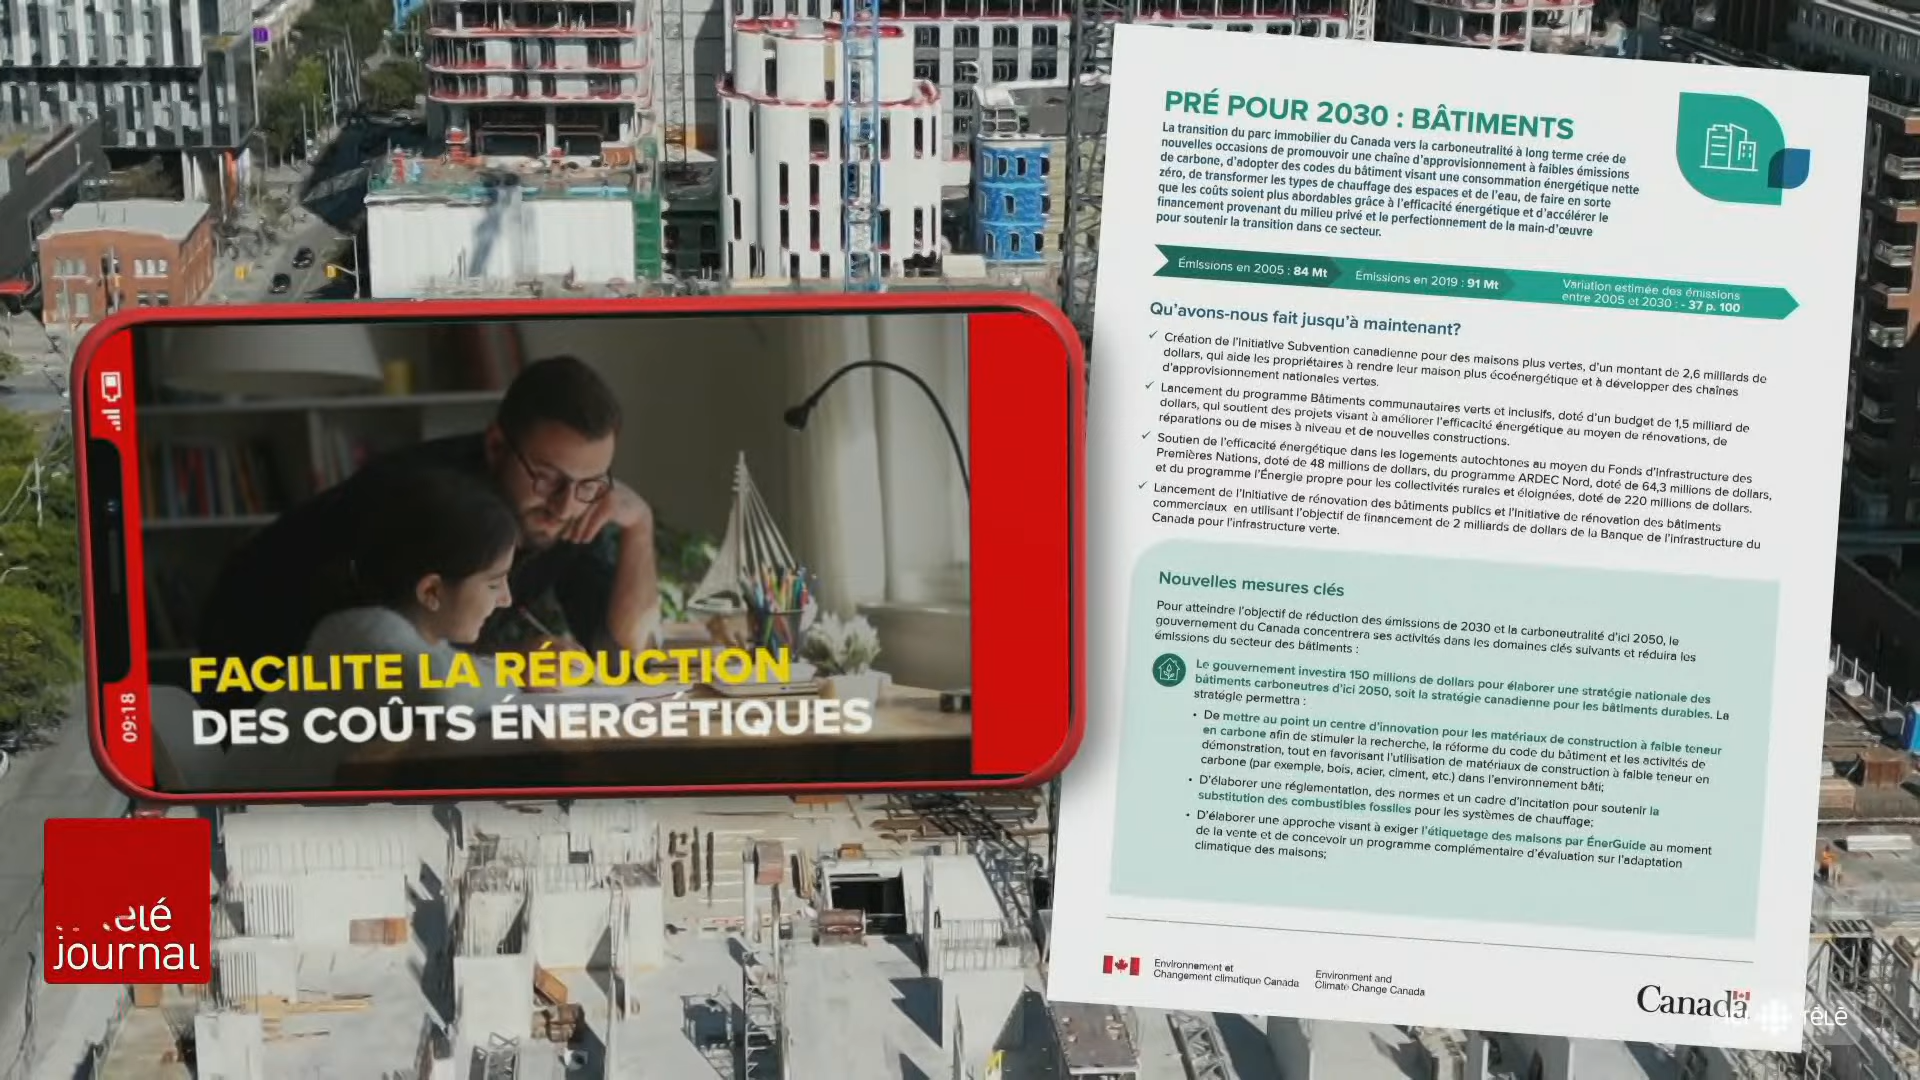 PRÉ POUR 2030 : BÂTIMENTS
La transition du parc immobilier du Canada vers la carboneutralité à long terme crée de
nouvelles occasions de promouvoir une chaîne d'approvisionnement à faibles émissions
de carbone, d'adopter des codes du bâtiment visant une consommation énergétique nette
zéro, de transformer les types de chauffage des espaces et de l'eau, de faire en sorte
que les coûts soient plus abordables grâce à l'efficacité énergétique et d'accélérer le
financement provenant du milieu privé et le perfectionnement de la main-d'œuvre
pour soutenir la transition dans ce secteur.
Émissions en 2005 : 84 Mt
Émissions en 2019 : 91 Mt
Variation estimée des émissions
entre 2005 et 2030 : - 37 p. 100
Qu'avons-nous fait jusqu'à maintenant?
✓ Création de l'Initiative Subvention canadienne pour des maisons plus vertes, d'un montant de 2,6 milliards de
dollars, qui aide les propriétaires à rendre leur maison plus écoénergétique et à développer des chaînes
d'approvisionnement nationales vertes.
✓ Lancement du programme Bâtiments communautaires verts et inclusifs, doté d'un budget de 1,5 milliard de
dollars, qui soutient des projets visant à améliorer l'efficacité énergétique au moyen de rénovations, de
réparations ou de mises à niveau et de nouvelles constructions.
✓ Soutien de l'efficacité énergétique dans les logements autochtones au moyen du Fonds d'infrastructure des
Premières Nations, doté de 48 millions de dollars, du programme ARDEC Nord, doté de 64,3 millions de dollars,
et du programme l'Énergie propre pour les collectivités rurales et éloignées, doté de 220 millions de dollars.
✓ Lancement de l'Initiative de rénovation des bâtiments publics et l'Initiative de rénovation des bâtiments
commerciaux en utilisant l'objectif de financement de 2 milliards de dollars de la Banque de l'infrastructure du
Canada pour l'infrastructure verte.
Nouvelles mesures clés
Pour atteindre l'objectif de réduction des émissions de 2030 et la carboneutralité d'ici 2050, le
gouvernement du Canada concentrera ses activités dans les domaines clés suivants et réduira les
émissions du secteur des bâtiments :
Le gouvernement investira 150 millions de dollars pour élaborer une stratégie nationale des
bâtiments carboneutres d'ici 2050, soit la stratégie canadienne pour les bâtiments durables. La
stratégie permettra :
• De mettre au point un centre d'innovation pour les matériaux de construction à faible teneur
en carbone afin de stimuler la recherche, la réforme du code du bâtiment et les activités de
démonstration, tout en favorisant l'utilisation de matériaux de construction à faible teneur en
carbone (par exemple, bois, acier, ciment, etc.) dans l'environnement bâti;
• D'élaborer une réglementation, des normes et un cadre d'incitation pour soutenir la
substitution des combustibles fossiles pour les systèmes de chauffage;
• D'élaborer une approche visant à exiger l'étiquetage des maisons par ÉnerGuide au moment
de la vente et de concevoir un programme complémentaire d'évaluation sur l'adaptation
climatique des maisons;
Environnement et
Changement climatique Canada
Environment and
Climate Change Canada
Canada
FACILITE LA RÉDUCTION
DES COÛTS ÉNERGÉTIQUES
09:18
journal
TÉLÉ